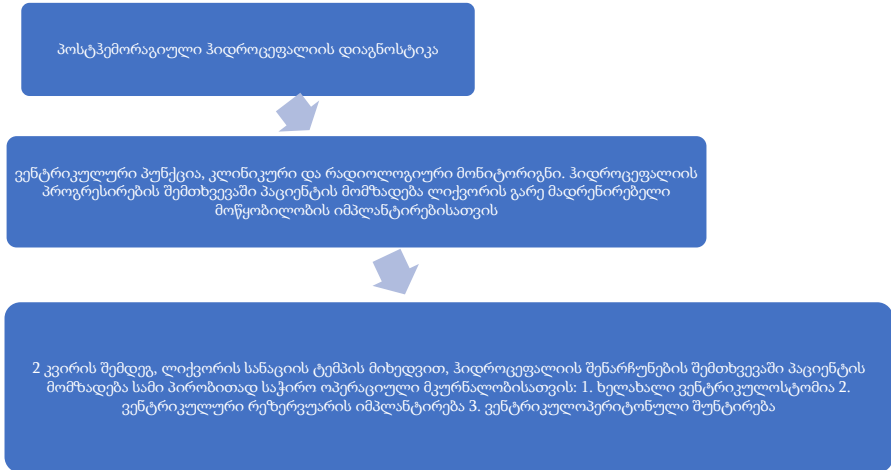 პოსტჰემორაგიული ჰიდროცეფალიის დიაგნოსტიკა
ვენტრიკულური პუნქცია, კლინიკური და რადიოლოგიური მონიტორიგნი. ჰიდროცეფალიის
პროგრესირების შემთხვევაში პაციენტის მომზადება ლიქვორის გარე მადრენირებელი
მოწყობილობის იმპლანტირებისათვის
2 კვირის შემდეგ, ლიქვორის სანაციის ტემპის მიხედვით, ჰიდროცეფალიის შენარჩუნების შემთხვევაში პაციენტის
მომზადება სამი პირობითად საჭირო ოპერაციული მკურნალობისათვის: 1. ხელახალი ვენტრიკულოსტომია 2.
ვენტრიკულური რეზერვუარის იმპლანტირება 3. ვენტრიკულოპერიტონული შუნტირება